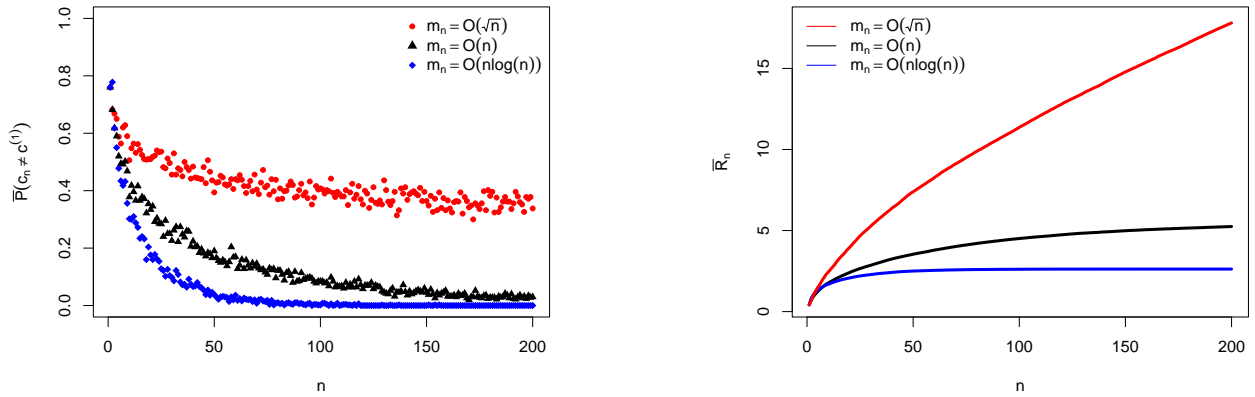 1.0
0.8
0.6
0.4
0.2
0.0
P̅(cₙ ≠ c⁽¹⁾)
mₙ = O(√n)
mₙ = O(n)
mₙ = O(nlog(n))
0 50 100 150 200
n
15
10
5
0
R̅ₙ
mₙ = O(√n)
mₙ = O(n)
mₙ = O(nlog(n))
0 50 100 150 200
n